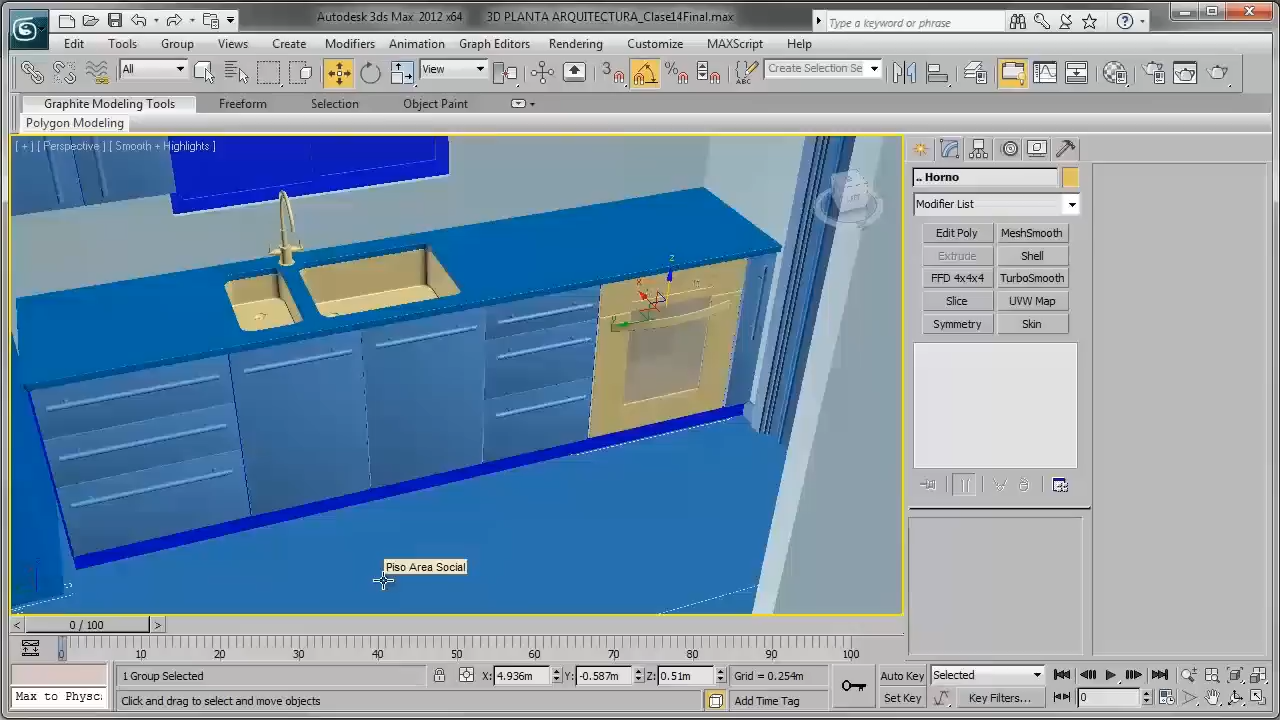 Autodesk 3ds Max 2012 x64 3D PLANTA ARQUITECTURA_Clase14Final.max
Type a keyword or phrase
Edit Tools Group Views Create Modifiers Animation Graph Editors Rendering Customize MAXScript Help
All View 3 % ABC Create Selection Se
Graphite Modeling Tools Freeform Selection Object Paint
Polygon Modeling
[ + ] [ Perspective ] [ Smooth + Highlights ]
.. Horno
Modifier List
Edit Poly MeshSmooth
Extrude Shell
FFD 4x4x4 TurboSmooth
Slice UVW Map
Symmetry Skin
z
Piso Area Social
< 0 / 100 >
0 10 20 30 40 50 60 70 80 90 100
1 Group Selected X: 4.936m Y: -0.587m Z: 0.51m Grid = 0.254m Auto Key Selected
Max to Physc: Click and drag to select and move objects Add Time Tag Set Key Key Filters... 0